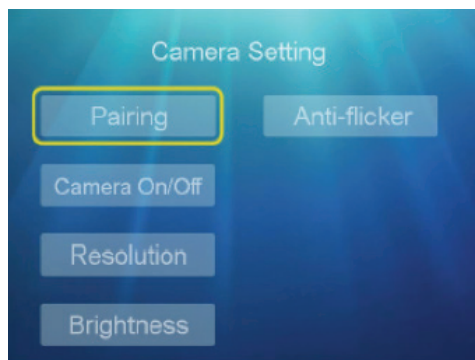 Camera Setting
Pairing
Anti-flicker
Camera On/Off
Resolution
Brightness